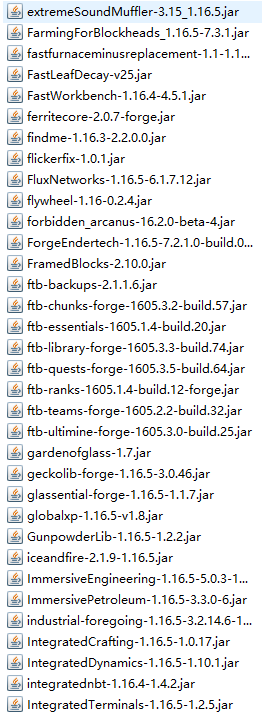 extremeSoundMuffler-3.15_1.16.5.jar
FarmingForBlockheads_1.16.5-7.3.1.jar
fastfurnaceminusreplacement-1.1-1.1...
FastLeafDecay-v25.jar
FastWorkbench-1.16.4-4.5.1.jar
ferritecore-2.0.7-forge.jar
findme-1.16.3-2.2.0.0.jar
flickerfix-1.0.1.jar
FluxNetworks-1.16.5-6.1.7.12.jar
flywheel-1.16-0.2.4.jar
forbidden_arcanus-16.2.0-beta-4.jar
ForgeEndertech-1.16.5-7.2.1.0-build.0...
FramedBlocks-2.10.0.jar
ftb-backups-2.1.1.6.jar
ftb-chunks-forge-1605.3.2-build.57.jar
ftb-essentials-1605.1.4-build.20.jar
ftb-library-forge-1605.3.3-build.74.jar
ftb-quests-forge-1605.3.5-build.64.jar
ftb-ranks-1605.1.4-build.12-forge.jar
ftb-teams-forge-1605.2.2-build.32.jar
ftb-ultimine-forge-1605.3.0-build.25.jar
gardenofglass-1.7.jar
geckolib-forge-1.16.5-3.0.46.jar
glassential-forge-1.16.5-1.1.7.jar
globalxp-1.16.5-v1.8.jar
GunpowderLib-1.16.5-1.2.2.jar
iceandfire-2.1.9-1.16.5.jar
ImmersiveEngineering-1.16.5-5.0.3-1...
ImmersivePetroleum-1.16.5-3.3.0-6.jar
industrial-foregoing-1.16.5-3.2.14.6-1...
IntegratedCrafting-1.16.5-1.0.17.jar
IntegratedDynamics-1.16.5-1.10.1.jar
integratednbt-1.16.4-1.4.2.jar
IntegratedTerminals-1.16.5-1.2.5.jar